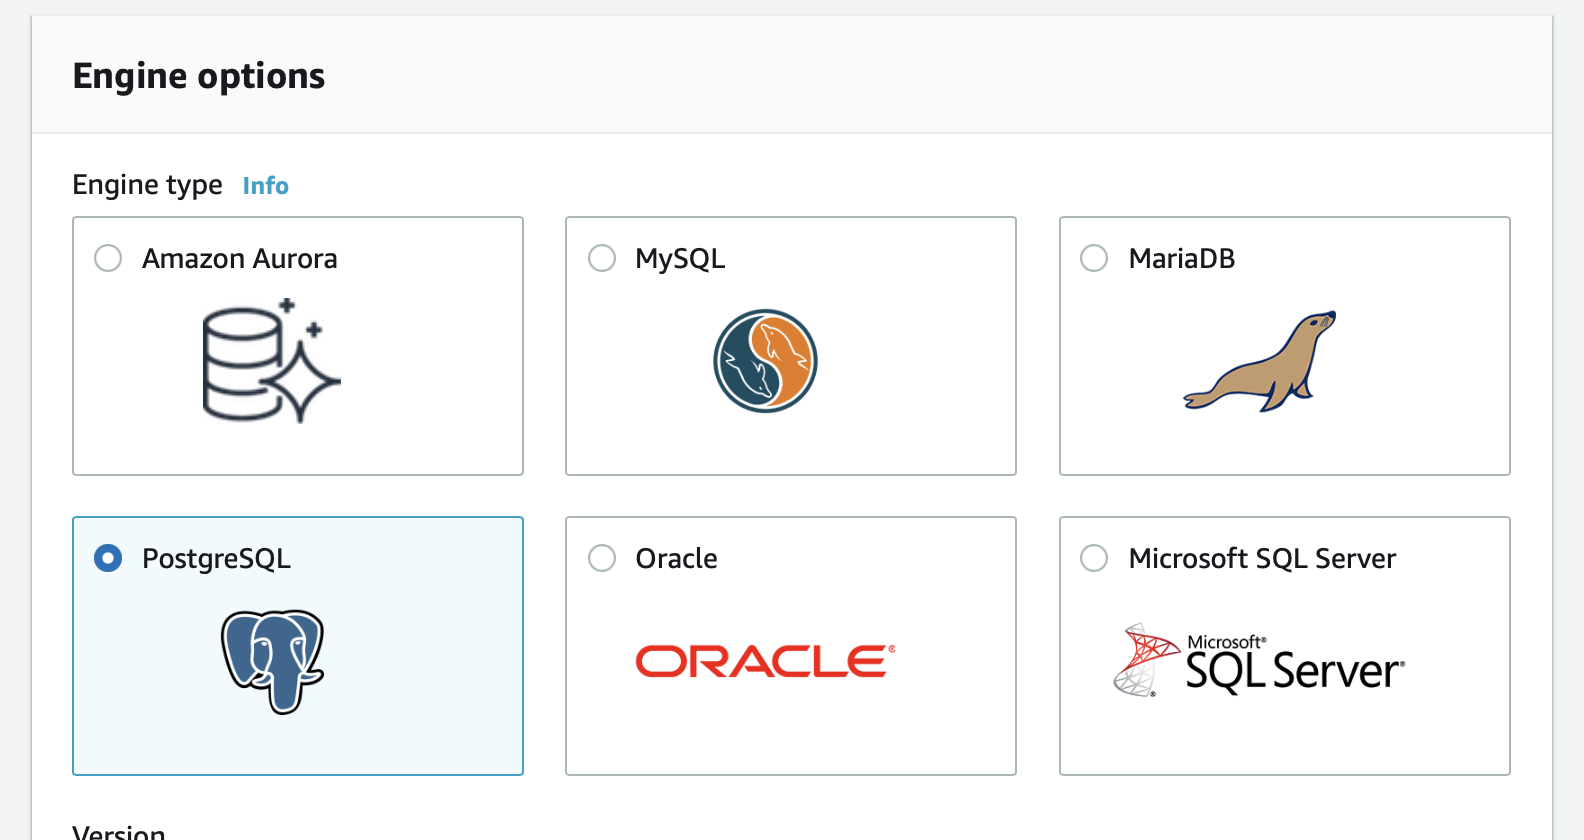 Engine options
Engine type Info
Amazon Aurora
MySQL
MariaDB
PostgreSQL
Oracle
Microsoft SQL Server
ORACLE®
Microsoft®
SQL Server®
Version